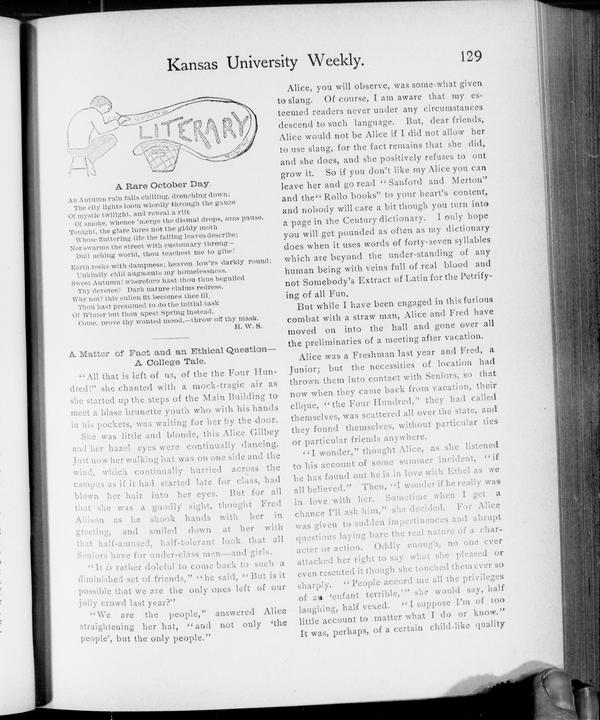 Kansas University Weekly.
129
LITERARY
A Rare October Day.
An Autumn rain falls chilling, drenching down;
The city lights loom wierdly through the gauze
Of mystic twilight, and reveal a rift
Of smoke, whence 'merge the dismal drops, sans pause.
Tonight, the glare lures not the giddy moth
Whose fluttering life the falling leaves describe;
Nor swarms the street with customary throng—
Dull aching world, thou teachest me to gibe!
Earth reeks with dampness; heaven low'rs darkly round;
Unkindly chill augments my homelessness.
Sweet Autumn! wherefore hast thou thus beguiled
Thy devotee? Dark nature claims redress.
Why not? this sullen fit becomes thee ill,
Thou hast presumed to do the initial task
Of Winter but thou apest Spring instead,
Come, prove thy wonted mood,—throw off thy mask.
H. W. S.
A Matter of Fact and an Ethical Question—
A College Tale.
"All that is left of us, of the the Four Hun-
dred!" she chanted with a mock-tragic air as
she started up the steps of the Main Building to
meet a blase brunette youth who with his hands
in his pockets, was waiting for her by the door.
She was little and blonde, this Alice Gilbey
and her hazel eyes were continually dancing.
Just now her walking hat was on one side and the
wind, which continually hurried across the
campus as if it had started late for class, had
blown her hair into her eyes. But for all
that she was a goodly sight, thought Fred
Allison as he shook hands with her in
greeting, and smiled down at her with
that half-amused, half-tolerant look that all
Seniors have for under-class men—and girls.
"It is rather doleful to come back to such a
diminished set of friends," "he said, "But is it
possible that we are the only ones left of our
jolly crowd last year?"
"We are the people," answered Alice
straightening her hat, "and not only 'the
people', but the only people."
Alice, you will observe, was some-what given
to slang. Of course, I am aware that my es-
teemed readers never under any circumstances
descend to such language. But, dear friends,
Alice would not be Alice if I did not allow her
to use slang, for the fact remains that she did,
and she does, and she positively refuses to out
grow it. So if you don't like my Alice you can
leave her and go read "Sanford and Merton"
and the "Rollo books" to your heart's content,
and nobody will care a bit though you turn into
a page in the Century dictionary. I only hope
you will get pounded as often as my dictionary
does when it uses words of forty-seven syllables
which are beyond the under-standing of any
human being with veins full of real blood and
not Somebody's Extract of Latin for the Petrify-
ing of all Fun.
But while I have been engaged in this furious
combat with a straw man, Alice and Fred have
moved on into the hall and gone over all
the preliminaries of a meeting after vacation.
Alice was a Freshman last year and Fred, a
Junior; but the necessities of location had
thrown them into contact with Seniors, so that
now when they came back from vacation, their
clique, "the Four Hundred," they had called
themselves, was scattered all over the state, and
they found themselves, without particular ties
or particular friends anywhere.
"I wonder," thought Alice, as she listened
to his account of some summer incident, "if
he has found out he is in love with Ethel as we
all believed." Then, "I wonder if he really was
in love with her. Sometime when I get a
chance I'll ask him," she decided. For Alice
was given to sudden impertinences and abrupt
questions laying bare the real nature of a char-
acter or action. Oddly enough, no one ever
attacked her right to say what she pleased or
even resented it though she touched them ever so
sharply. "People accord me all the privileges
of an 'enfant terrible,'" she would say, half
laughing, half vexed. "I suppose I'm of too
little account to matter what I do or know."
It was, perhaps, of a certain child-like quality